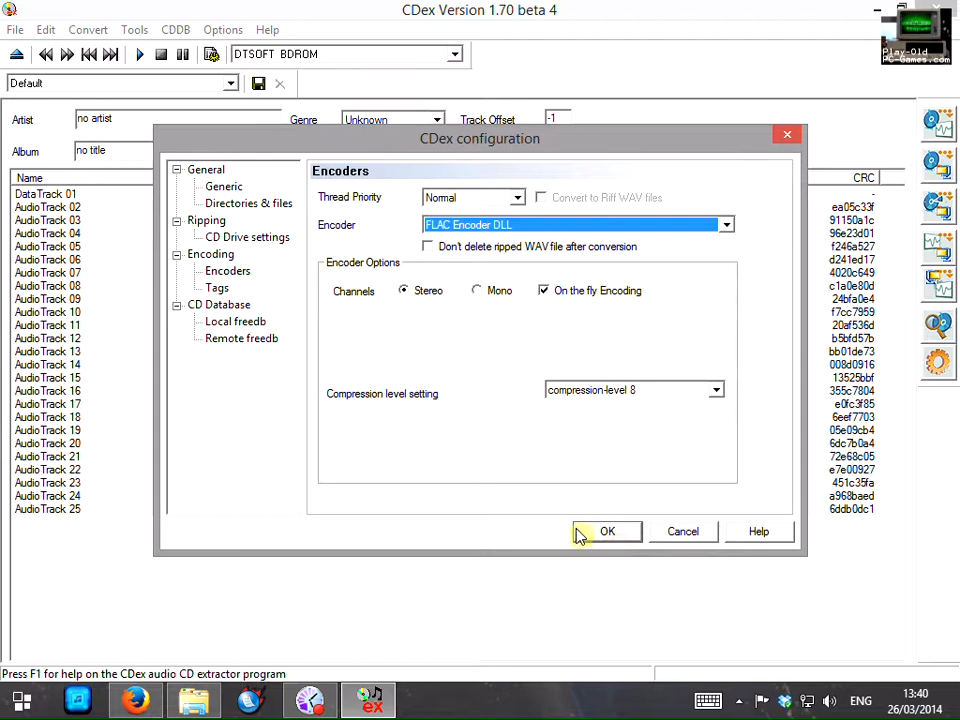 CDex Version 1.70 beta 4
File Edit Convert Tools CDDB Options Help
DTSOFT BDROM
Play-Old
PC-Games.com
Default
Artist no artist Genre Unknown Track Offset -1
Album no title
CDex configuration
General
Generic
Directories & files
Ripping
CD Drive settings
Encoding
Encoders
Tags
CD Database
Local freedb
Remote freedb
Encoders
Thread Priority Normal Convert to Riff WAV files
Encoder FLAC Encoder DLL
Don't delete ripped WAV file after conversion
Encoder Options
Channels Stereo Mono On the fly Encoding
Compression level setting compression-level 8
OK Cancel Help
Name CRC
DataTrack 01
AudioTrack 02 ea05c33f
AudioTrack 03 91150a1c
AudioTrack 04 96e23d01
AudioTrack 05 f246a527
AudioTrack 06 d241ed17
AudioTrack 07 4020c649
AudioTrack 08 c1a0e80d
AudioTrack 09 24bfa0e4
AudioTrack 10 f7cc7959
AudioTrack 11 20af536d
AudioTrack 12 b5bfd57b
AudioTrack 13 bb01de73
AudioTrack 14 008d0916
AudioTrack 15 13525bbf
AudioTrack 16 355c7804
AudioTrack 17 e0fc3f85
AudioTrack 18 6eef7703
AudioTrack 19 05e09cb4
AudioTrack 20 6dc7b0a4
AudioTrack 21 72e68c05
AudioTrack 22 e7e00927
AudioTrack 23 451c35fa
AudioTrack 24 a968baed
AudioTrack 25 6ddb0dc1
Press F1 for help on the CDex audio CD extractor program
ex
ENG
13:40
26/03/2014